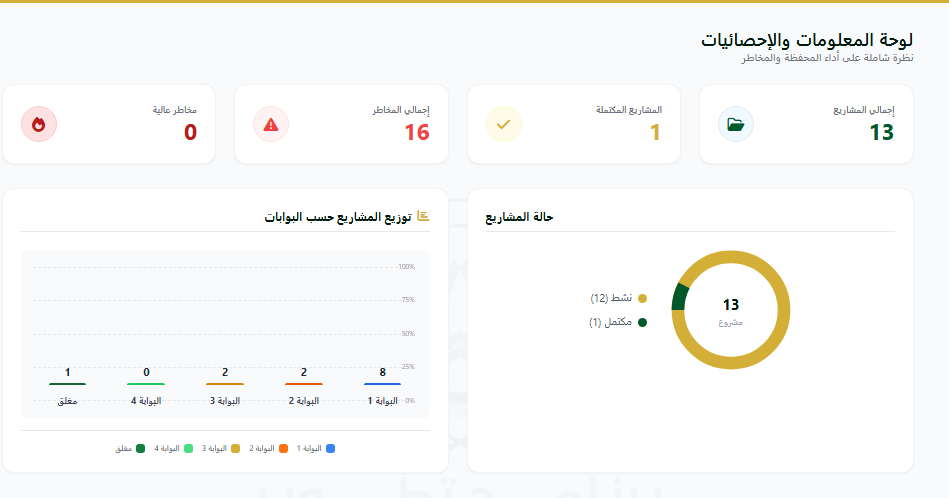 لوحة المعلومات والإحصائيات
نظرة شاملة على أداء المحفظة والمخاطر
إجمالي المشاريع
13
المشاريع المكتملة
1
إجمالي المخاطر
16
مخاطر عالية
0
حالة المشاريع
13
مشروع
نشط (12)
مكتمل (1)
توزيع المشاريع حسب البوابات
100%
75%
50%
25%
0%
8
2
2
0
1
البوابة 1
البوابة 2
البوابة 3
البوابة 4
مغلق
البوابة 1
البوابة 2
البوابة 3
البوابة 4
مغلق